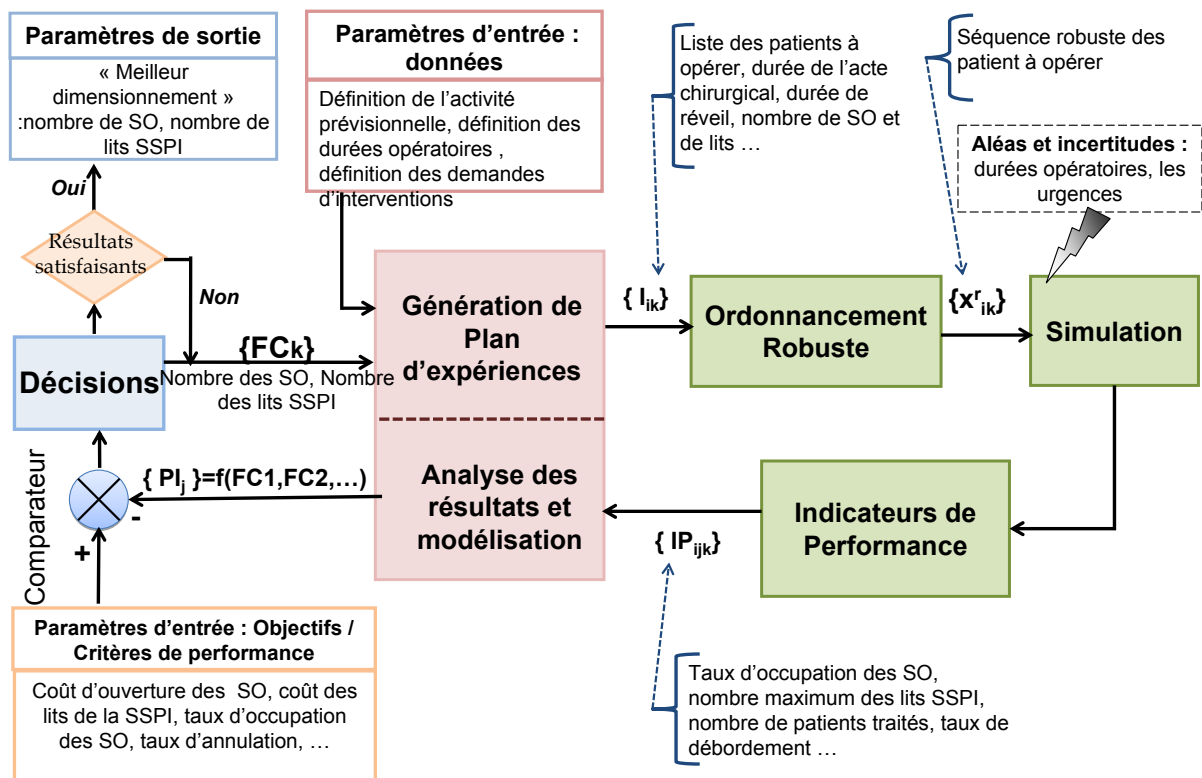 Paramètres de sortie
« Meilleur
dimensionnement »
:nombre de SO, nombre de
lits SSPI
Paramètres d'entrée :
données
Définition de l'activité
prévisionnelle, définition des
durées opératoires ,
définition des demandes
d'interventions
Liste des patients à
opérer, durée de l'acte
chirurgical, durée de
réveil, nombre de SO et
de lits …
Séquence robuste des
patient à opérer
Aléas et incertitudes :
durées opératoires, les
urgences
Oui
Résultats
satisfaisants
Non
Décisions
{FCk}
Nombre des SO, Nombre
des lits SSPI
Génération de
Plan
d'expériences
{ Iik}
Ordonnancement
Robuste
{xrik}
Simulation
Comparateur
{ PIj }=f(FC1,FC2,…)
-
+
Analyse des
résultats et
modélisation
{ IPijk}
Indicateurs de
Performance
Paramètres d'entrée : Objectifs /
Critères de performance
Coût d'ouverture des SO, coût des
lits de la SSPI, taux d'occupation
des SO, taux d'annulation, …
Taux d'occupation des SO,
nombre maximum des lits SSPI,
nombre de patients traités, taux de
débordement …